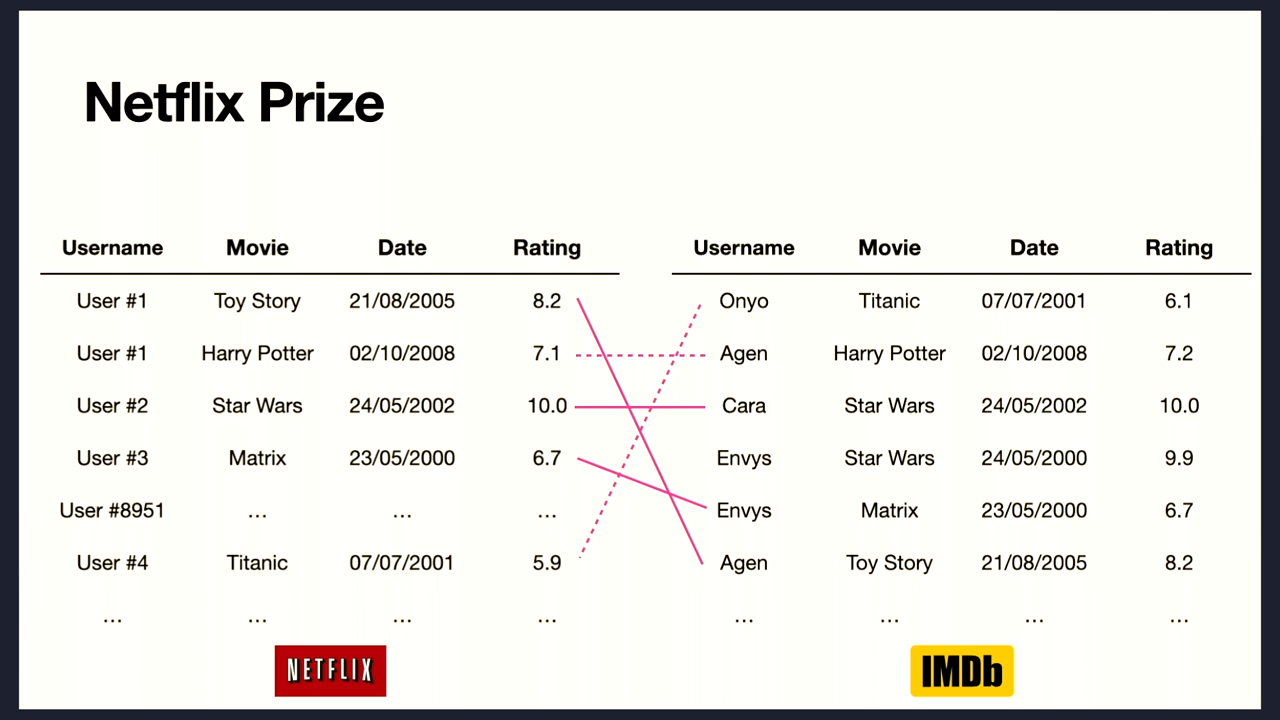 Netflix Prize
Username Movie Date Rating Username Movie Date Rating
User #1 Toy Story 21/08/2005 8.2 Onyo Titanic 07/07/2001 6.1
User #1 Harry Potter 02/10/2008 7.1 Agen Harry Potter 02/10/2008 7.2
User #2 Star Wars 24/05/2002 10.0 Cara Star Wars 24/05/2002 10.0
User #3 Matrix 23/05/2000 6.7 Envys Star Wars 24/05/2000 9.9
User #8951 ... ... ... Envys Matrix 23/05/2000 6.7
User #4 Titanic 07/07/2001 5.9 Agen Toy Story 21/08/2005 8.2
... ... ... ... ... ... ... ...
NETFLIX IMDb